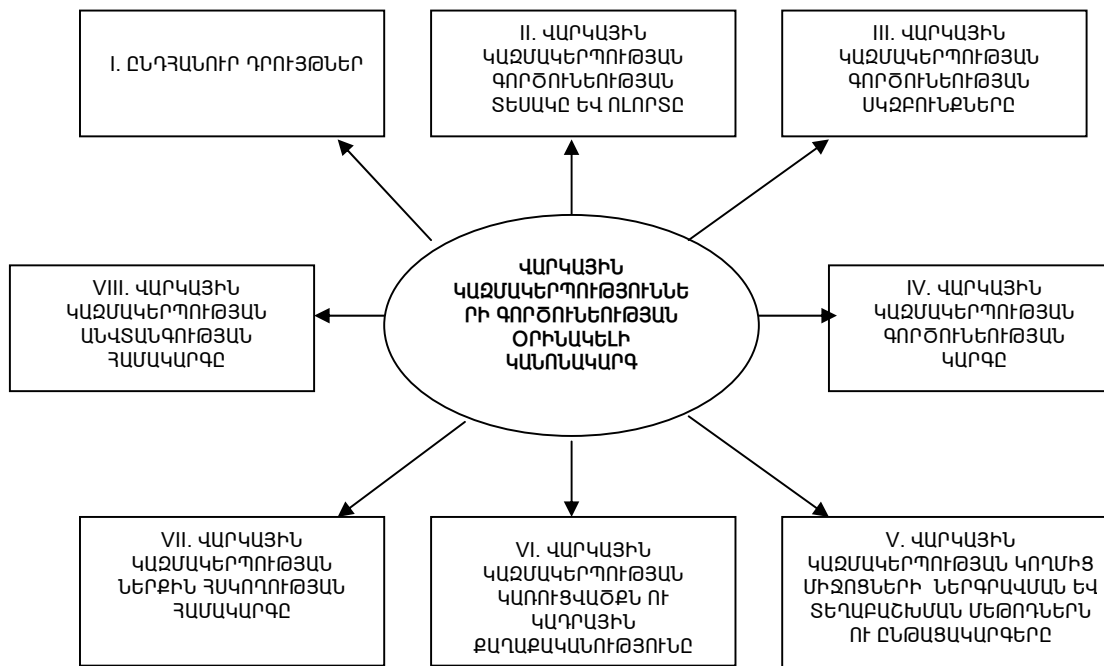 I. ԸՆԴՀԱՆՈՒՐ ԴՐՈՒՅԹՆԵՐ
II. ՎԱՐԿԱՅԻՆ
ԿԱԶՄԱԿԵՐՊՈՒԹՅԱՆ
ԳՈՐԾՈՒՆԵՈՒԹՅԱՆ
ՏԵՍԱԿԸ ԵՎ ՈԼՈՐՏԸ
III. ՎԱՐԿԱՅԻՆ
ԿԱԶՄԱԿԵՐՊՈՒԹՅԱՆ
ԳՈՐԾՈՒՆԵՈՒԹՅԱՆ
ՍԿԶԲՈՒՆՔՆԵՐԸ
VIII. ՎԱՐԿԱՅԻՆ
ԿԱԶՄԱԿԵՐՊՈՒԹՅԱՆ
ԱՆՎՏԱՆԳՈՒԹՅԱՆ
ՀԱՄԱԿԱՐԳԸ
ՎԱՐԿԱՅԻՆ
ԿԱԶՄԱԿԵՐՊՈՒԹՅՈՒՆՆԵ
ՐԻ ԳՈՐԾՈՒՆԵՈՒԹՅԱՆ
ՕՐԻՆԱԿԵԼԻ
ԿԱՆՈՆԱԿԱՐԳ
IV. ՎԱՐԿԱՅԻՆ
ԿԱԶՄԱԿԵՐՊՈՒԹՅԱՆ
ԳՈՐԾՈՒՆԵՈՒԹՅԱՆ
ԿԱՐԳԸ
VII. ՎԱՐԿԱՅԻՆ
ԿԱԶՄԱԿԵՐՊՈՒԹՅԱՆ
ՆԵՐՔԻՆ ՀՍԿՈՂՈՒԹՅԱՆ
ՀԱՄԱԿԱՐԳԸ
VI. ՎԱՐԿԱՅԻՆ
ԿԱԶՄԱԿԵՐՊՈՒԹՅԱՆ
ԿԱՌՈՒՑՎԱԾՔՆ ՈՒ
ԿԱԴՐԱՅԻՆ
ՔԱՂԱՔԱԿԱՆՈՒԹՅՈՒՆԸ
V. ՎԱՐԿԱՅԻՆ
ԿԱԶՄԱԿԵՐՊՈՒԹՅԱՆ ԿՈՂՄԻՑ
ՄԻՋՈՑՆԵՐԻ ՆԵՐԳՐԱՎՄԱՆ ԵՎ
ՏԵՂԱԲԱՇԽՄԱՆ ՄԵԹՈԴՆԵՐՆ
ՈՒ ԸՆԹԱՑԱԿԱՐԳԵՐԸ